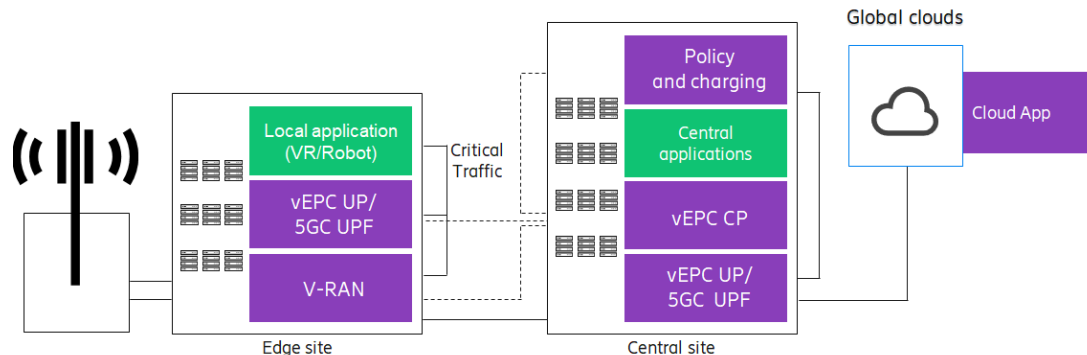 Global clouds
Policy
and charging
Cloud App
Local application
(VR/Robot)
Critical
Traffic
Central
applications
vEPC UP/
5GC UPF
vEPC CP
V-RAN
vEPC UP/
5GC UPF
Edge site
Central site